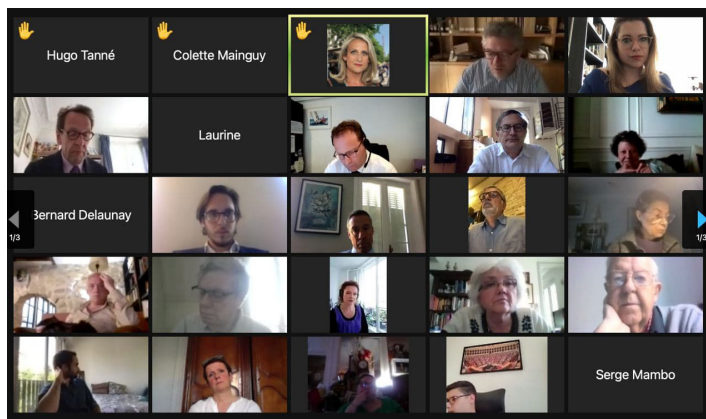 Hugo Tanné
Colette Mainguy
Laurine
Bernard Delaunay
1/3
1/3
Serge Mambo